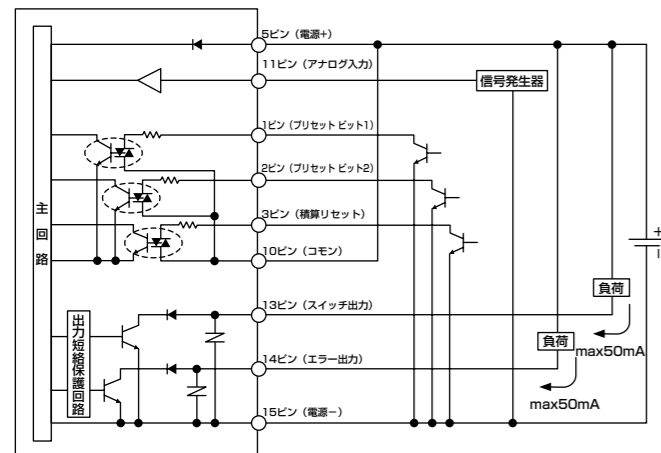 5ピン（電源+）
11ピン（アナログ入力）
信号発生器
1ピン（プリセット ビット1）
2ピン（プリセット ビット2）
3ピン（積算リセット）
10ピン（コモン）
主回路
+
−
13ピン（スイッチ出力）
負荷
max50mA
出力短絡保護回路
14ピン（エラー出力）
負荷
max50mA
15ピン（電源−）